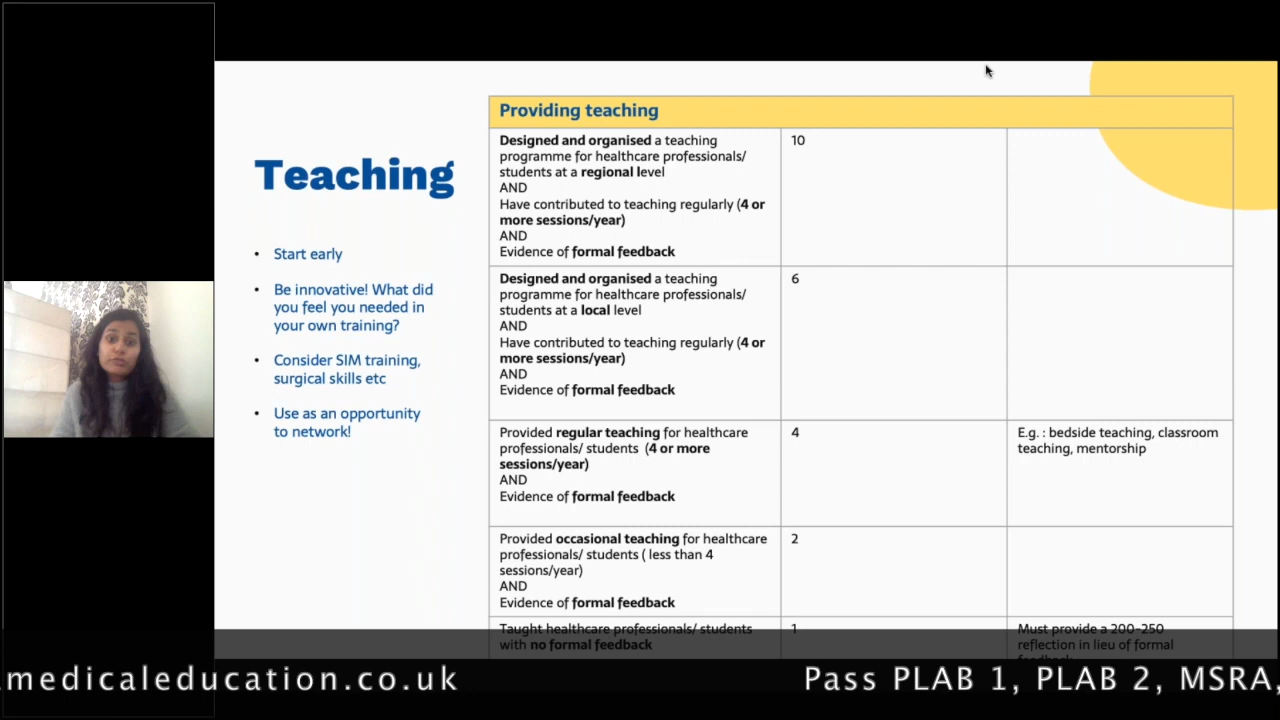 Teaching
• Start early
• Be innovative! What did
you feel you needed in
your own training?
• Consider SIM training,
surgical skills etc
• Use as an opportunity
to network!
Providing teaching
Designed and organised a teaching
programme for healthcare professionals/
students at a regional level
AND
Have contributed to teaching regularly (4 or
more sessions/year)
AND
Evidence of formal feedback
10
Designed and organised a teaching
programme for healthcare professionals/
students at a local level
AND
Have contributed to teaching regularly (4 or
more sessions/year)
AND
Evidence of formal feedback
6
Provided regular teaching for healthcare
professionals/ students (4 or more
sessions/year)
AND
Evidence of formal feedback
4
E.g. : bedside teaching, classroom
teaching, mentorship
Provided occasional teaching for healthcare
professionals/ students ( less than 4
sessions/year)
AND
Evidence of formal feedback
2
Taught healthcare professionals/ students
with no formal feedback
1
Must provide a 200-250
reflection in lieu of formal
medicaleducation.co.uk
Pass PLAB 1, PLAB 2, MSRA,